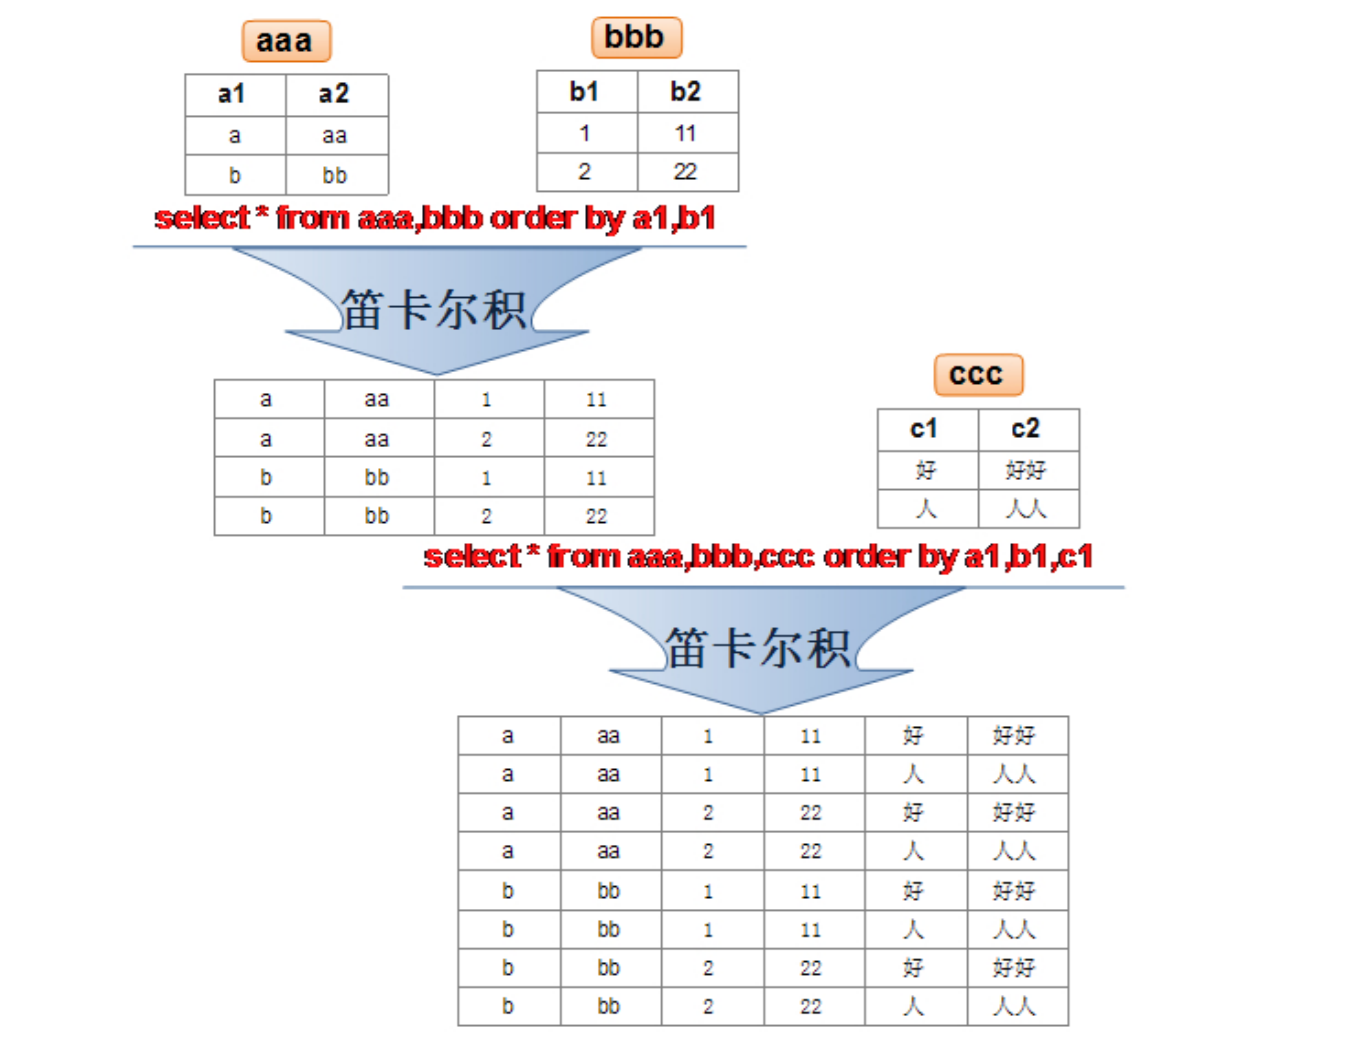 aaa
bbb
a1 a2
a aa
b bb
b1 b2
1 11
2 22
select * from aaa,bbb order by a1,b1
笛卡尔积
a aa 1 11
a aa 2 22
b bb 1 11
b bb 2 22
ccc
c1 c2
好 好好
人 人人
select * from aaa,bbb,ccc order by a1,b1,c1
笛卡尔积
a aa 1 11 好 好好
a aa 1 11 人 人人
a aa 2 22 好 好好
a aa 2 22 人 人人
b bb 1 11 好 好好
b bb 1 11 人 人人
b bb 2 22 好 好好
b bb 2 22 人 人人